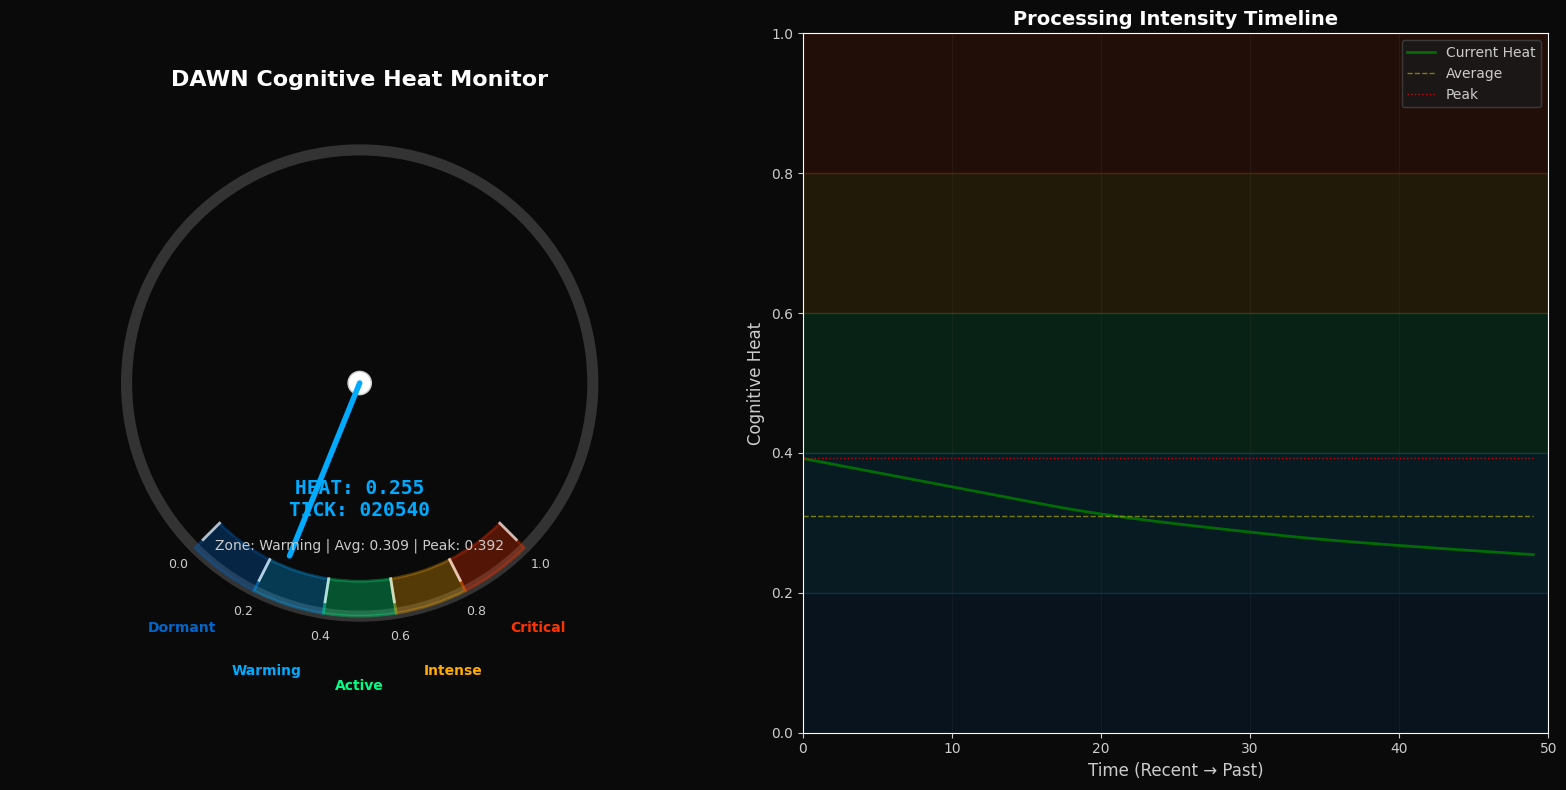 DAWN Cognitive Heat Monitor
HEAT: 0.255
TICK: 020540
Zone: Warming | Avg: 0.309 | Peak: 0.392
0.0
0.2
0.4
0.6
0.8
1.0
Dormant
Warming
Active
Intense
Critical
Processing Intensity Timeline
Current Heat
Average
Peak
Cognitive Heat
1.0
0.8
0.6
0.4
0.2
0.0
0
10
20
30
40
50
Time (Recent → Past)